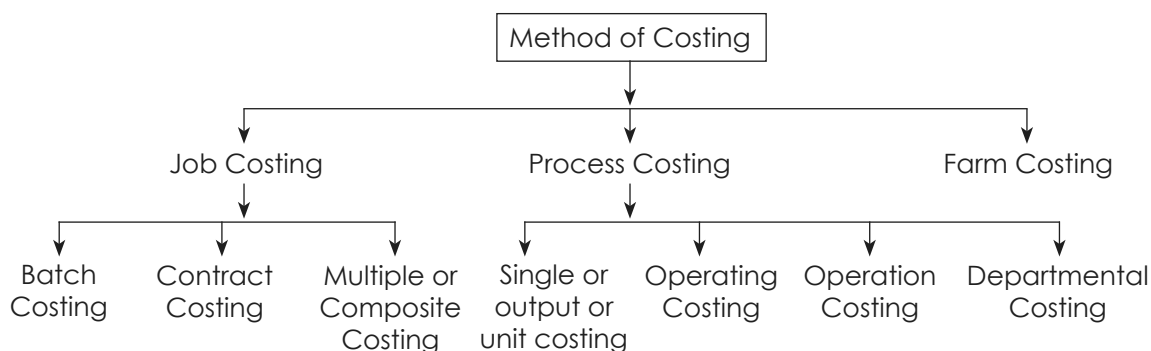 Method of Costing
Job Costing
Process Costing
Farm Costing
Batch
Costing
Contract
Costing
Multiple or
Composite
Costing
Single or
output or
unit costing
Operating
Costing
Operation
Costing
Departmental
Costing